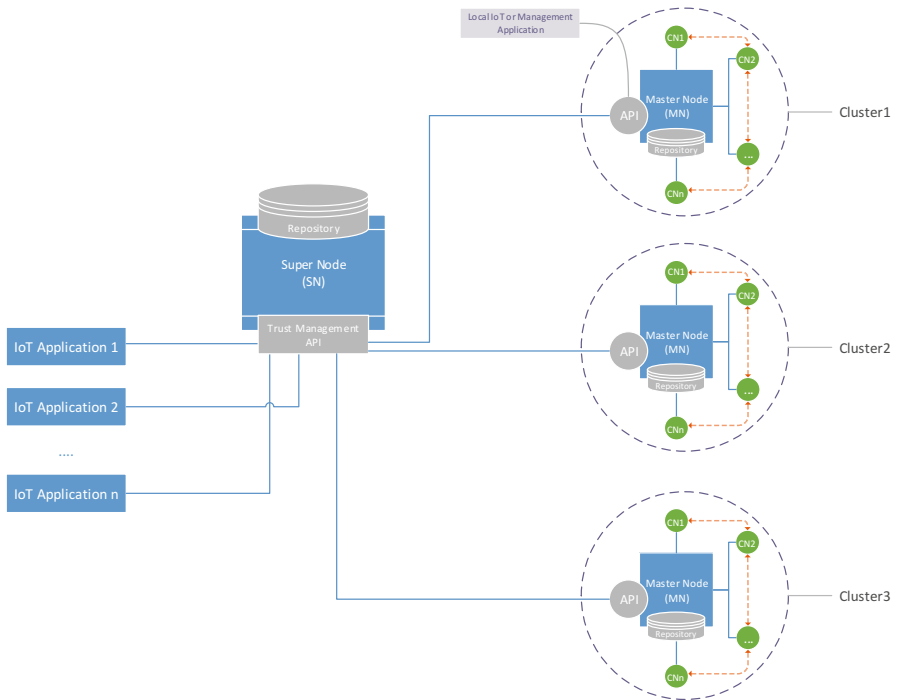 Local IoT or Management
Application
CN1
CN2
Master Node
(MN)
API
Repository
...
CNn
Cluster1
Repository
Super Node
(SN)
Trust Management
API
IoT Application 1
IoT Application 2
....
IoT Application n
CN1
CN2
Master Node
(MN)
API
Repository
...
CNn
Cluster2
CN1
CN2
Master Node
(MN)
API
Repository
...
CNn
Cluster3